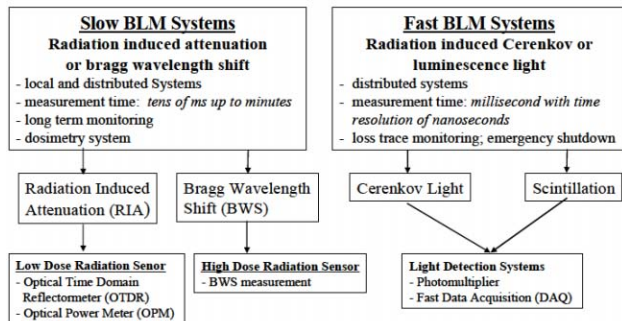 Slow BLM Systems
Radiation induced attenuation
or bragg wavelength shift
- local and distributed Systems
- measurement time: tens of ms up to minutes
- long term monitoring
- dosimetry system
Fast BLM Systems
Radiation induced Cerenkov or
luminescence light
- distributed systems
- measurement time: millisecond with time
resolution of nanoseconds
- loss trace monitoring; emergency shutdown
Radiation Induced
Attenuation (RIA)
Bragg Wavelength
Shift (BWS)
Cerenkov Light
Scintillation
Low Dose Radiation Senor
- Optical Time Domain
Reflectormeter (OTDR)
- Optical Power Meter (OPM)
High Dose Radiation Sensor
- BWS measurement
Light Detection Systems
- Photomultiplier
- Fast Data Acquisition (DAQ)